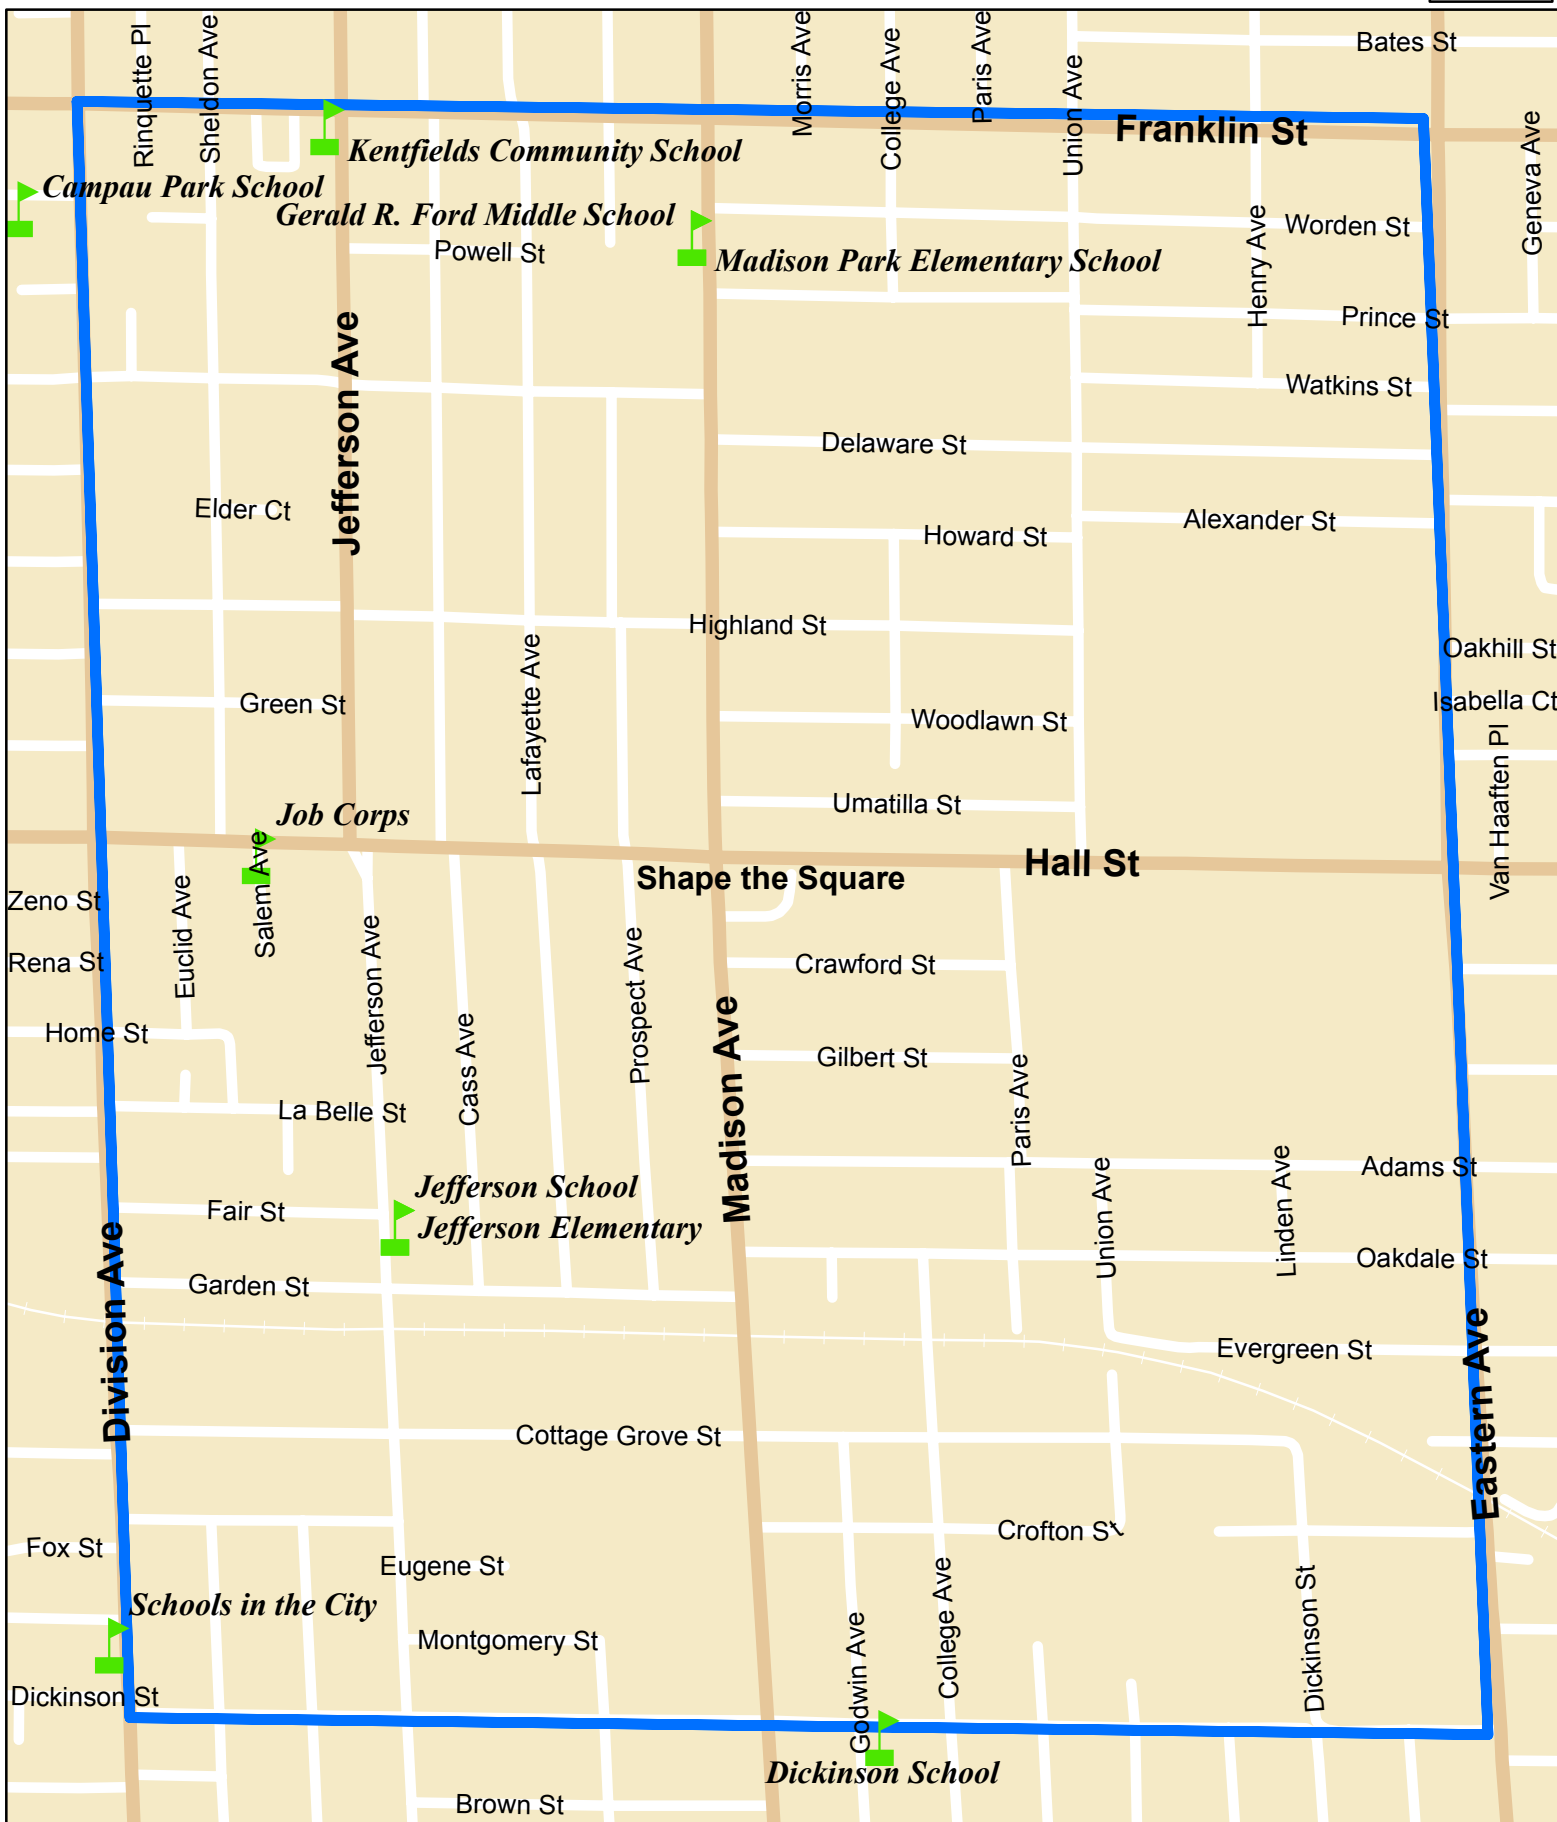 Bates St
Rinquette Pl
Sheldon Ave
Morris Ave
College Ave
Paris Ave
Union Ave
Franklin St
Geneva Ave
Kentfields Community School
Campau Park School
Gerald R. Ford Middle School
Worden St
Henry Ave
Powell St
Madison Park Elementary School
Prince St
Jefferson Ave
Watkins St
Delaware St
Elder Ct
Howard St
Alexander St
Highland St
Oakhill St
Lafayette Ave
Green St
Isabella Ct
Woodlawn St
Van Haaften Pl
Umatilla St
Job Corps
Hall St
Shape the Square
Zeno St
Euclid Ave
Salem Ave
Rena St
Jefferson Ave
Prospect Ave
Crawford St
Home St
Cass Ave
Madison Ave
Gilbert St
Paris Ave
La Belle St
Adams St
Jefferson School
Jefferson Elementary
Fair St
Union Ave
Linden Ave
Oakdale St
Garden St
Division Ave
Evergreen St
Eastern Ave
Cottage Grove St
Crofton St
Fox St
Eugene St
Schools in the City
Montgomery St
Godwin Ave
College Ave
Dickinson St
Dickinson St
Dickinson School
Brown St